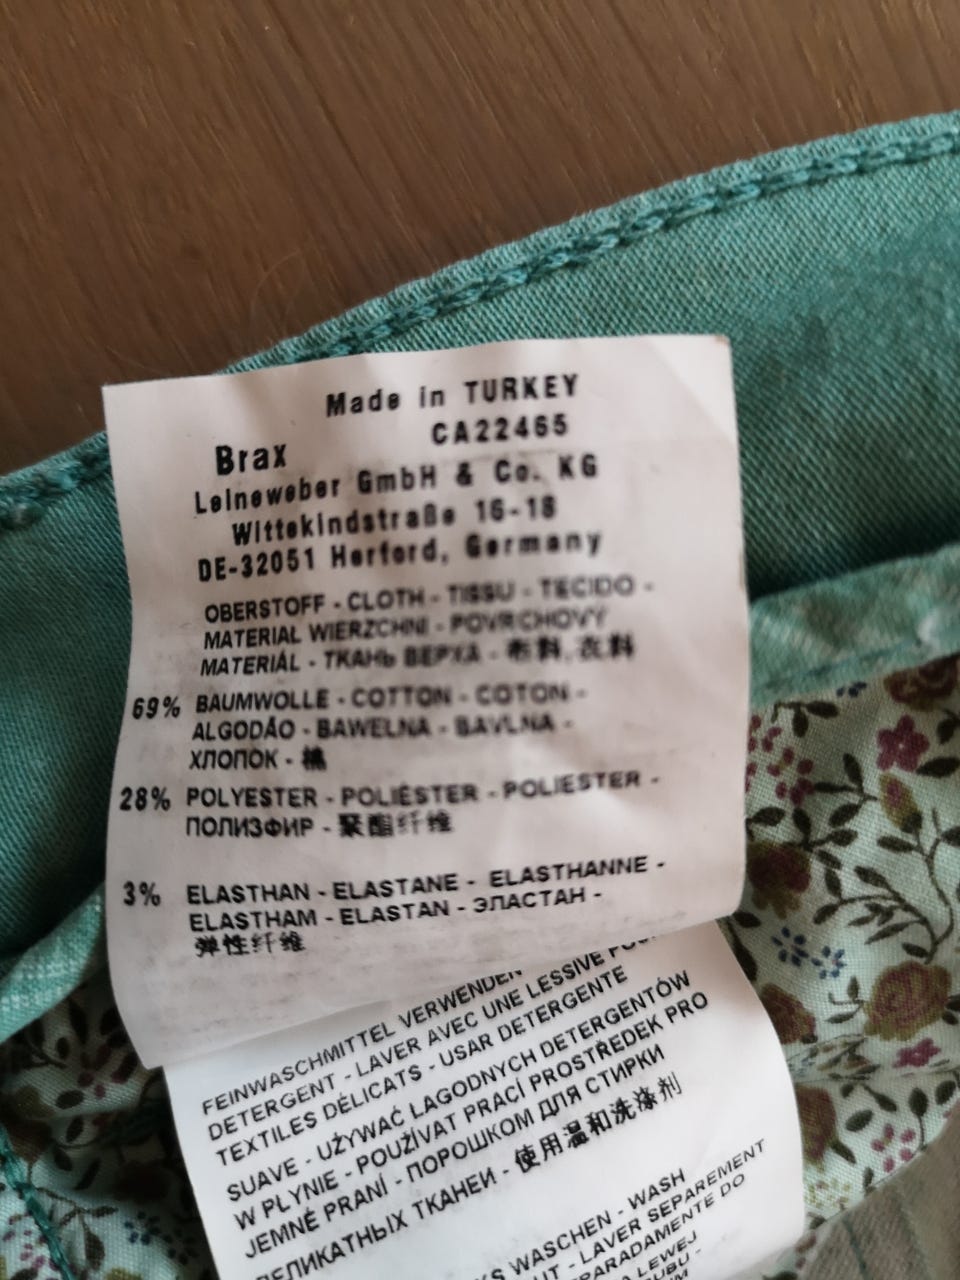 Made in TURKEY
CA22465
Brax
Leineweber GmbH & Co. KG
Wittekindstraße 16-18
DE-32051 Herford, Germany
OBERSTOFF - CLOTH - TISSU - TECIDO -
MATERIAL WIERZCHNI - POVRCHOVÝ
MATERIÁL - ТКАНЬ ВЕРХА - 布料, 衣料
69% BAUMWOLLE - COTTON - COTON -
ALGODÃO - BAWEŁNA - BAVLNA -
ХЛОПОК - 棉
28% POLYESTER - POLIÉSTER - POLIESTER -
ПОЛИЗФИР - 聚酯纤维
3% ELASTHAN - ELASTANE - ELASTHANNE -
ELASTHAM - ELASTAN - ЭЛАСТАН -
弹性纤维
FEINWASCHMITTEL VERWENDEN
DETERGENT - LAVER AVEC UNE LESSIVE
TEXTILES DÉLICATS - USAR DETERGENTE
SUAVE - UŻYWAĆ ŁAGODNYCH DETERGENTÓW
W PŁYNIE - POUŽÍVAT PRACÍ PROSTŘEDEK PRO
JEMNÉ PRANÍ - ПОРОШКОМ ДЛЯ СТИРКИ
ДЕЛИКАТНЫХ ТКАНЕЙ - 使用温和洗涤剂
WASCHEN - WASH
- LAVER SEPAREMENT
SEPARADAMENTE DO
LEWEJ